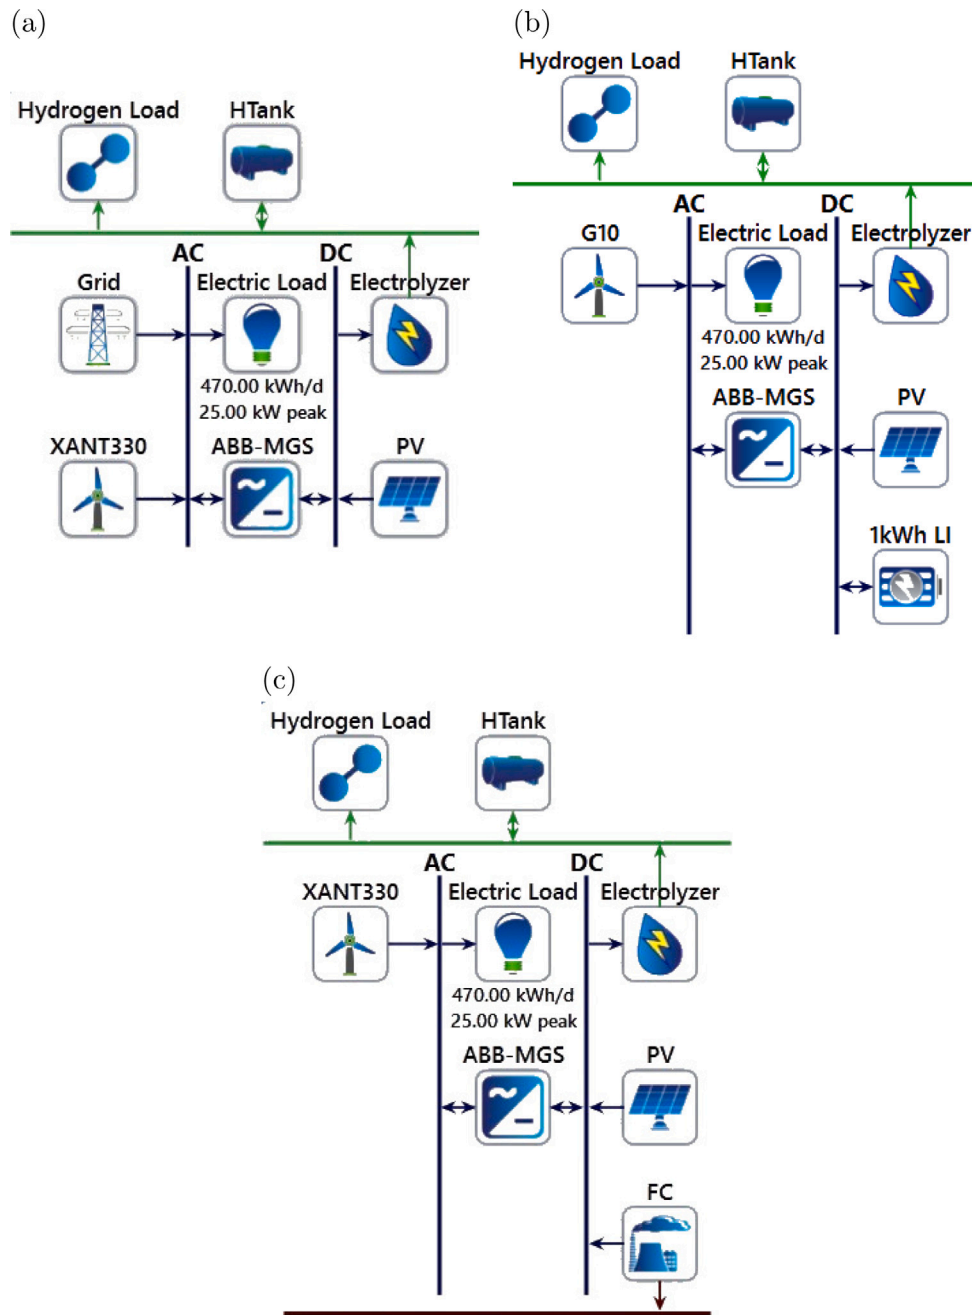 (a)
Hydrogen Load HTank
AC DC
Grid Electric Load Electrolyzer
470.00 kWh/d
25.00 kW peak
XANT330 ABB-MGS PV
(b)
Hydrogen Load HTank
AC DC
G10 Electric Load Electrolyzer
470.00 kWh/d
25.00 kW peak
ABB-MGS PV
1kWh LI
(c)
Hydrogen Load HTank
AC DC
XANT330 Electric Load Electrolyzer
470.00 kWh/d
25.00 kW peak
ABB-MGS PV
FC